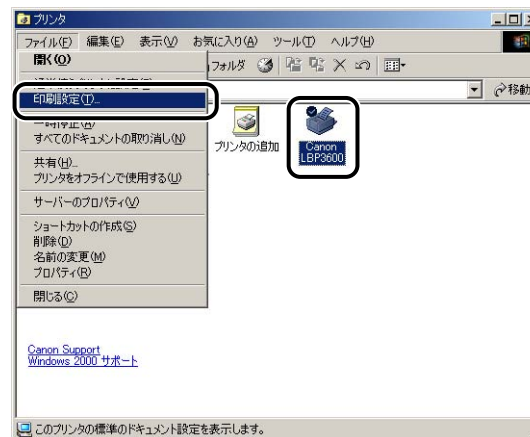 プリンタ
ファイル(F) 編集(E) 表示(V) お気に入り(A) ツール(T) ヘルプ(H)
開く(O)
フォルダ
印刷設定(T)...
移動
一時停止(A)
すべてのドキュメントの取り消し(N)
プリンタの追加
Canon
LBP3600
共有(H)...
プリンタをオフラインで使用する(U)
サーバーのプロパティ(V)
ショートカットの作成(S)
削除(D)
名前の変更(M)
プロパティ(R)
閉じる(C)
Canon Support
Windows 2000 サポート
このプリンタの標準のドキュメント設定を表示します。